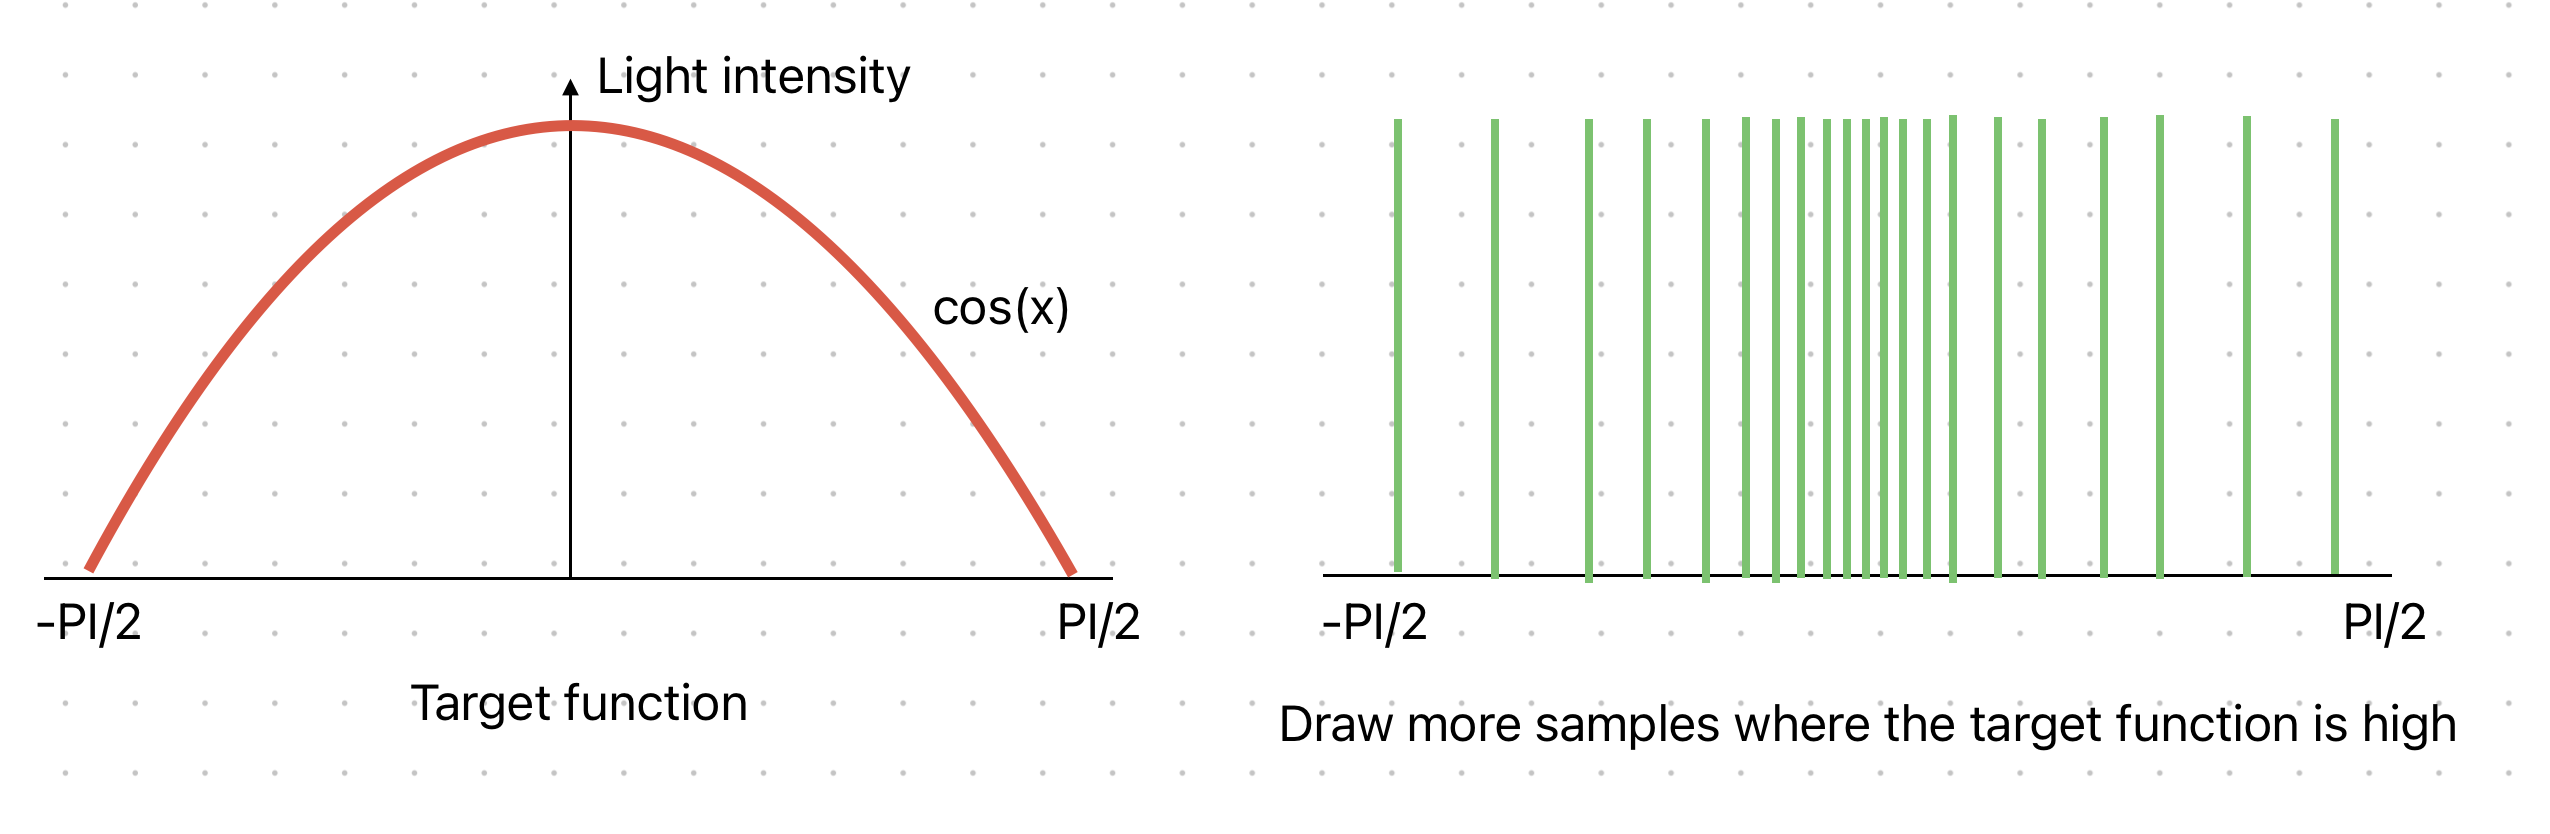 Light intensity
cos(x)
-PI/2
PI/2
Target function
-PI/2
PI/2
Draw more samples where the target function is high